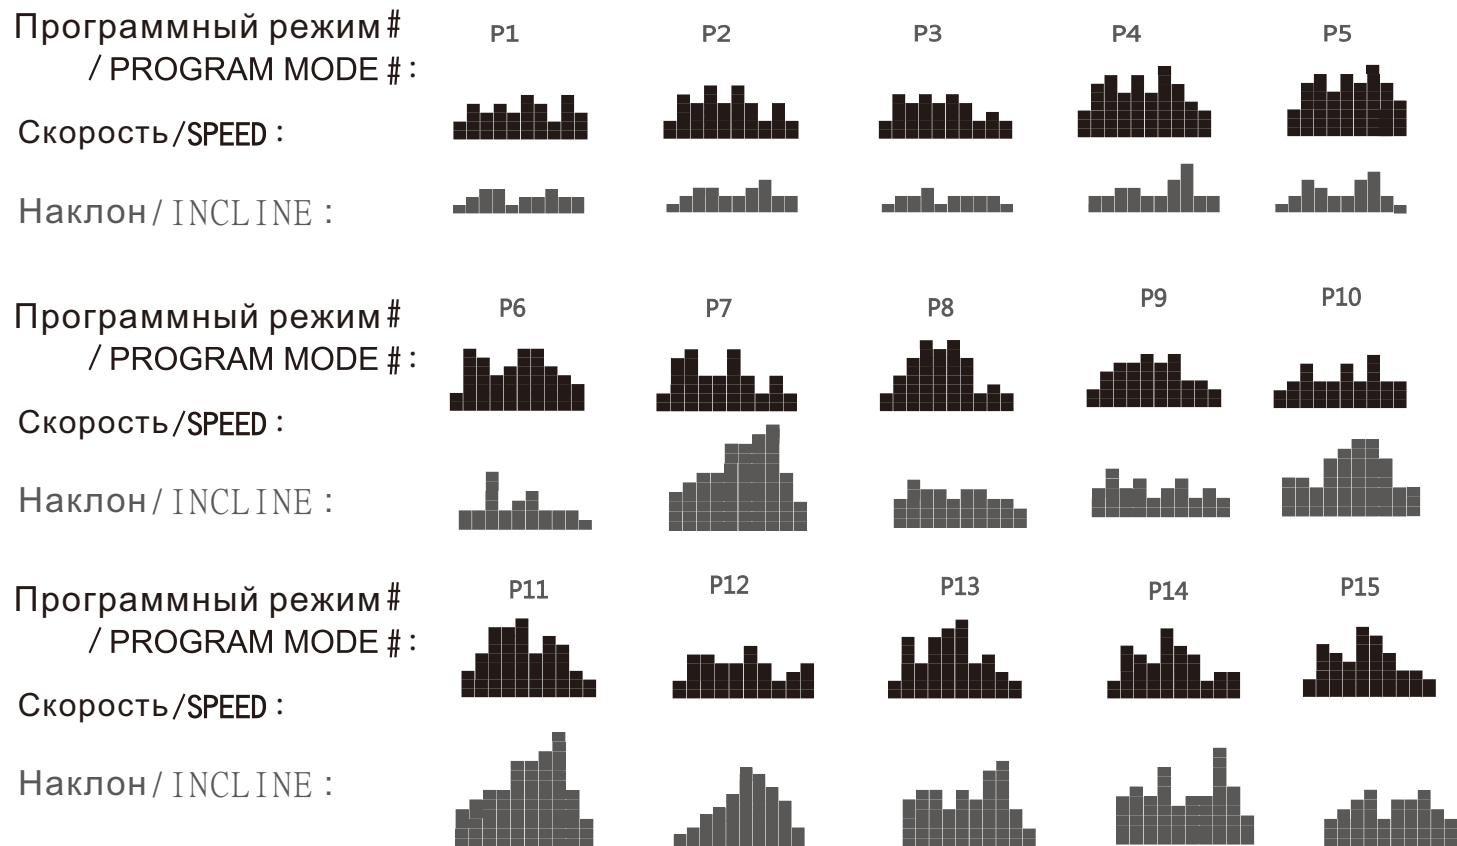 Программный режим# P1 P2 P3 P4 P5
/ PROGRAM MODE #:
Скорость/SPEED:
Наклон/INCLINE:
Программный режим# P6 P7 P8 P9 P10
/ PROGRAM MODE #:
Скорость/SPEED:
Наклон/INCLINE:
Программный режим# P11 P12 P13 P14 P15
/ PROGRAM MODE #:
Скорость/SPEED:
Наклон/INCLINE: